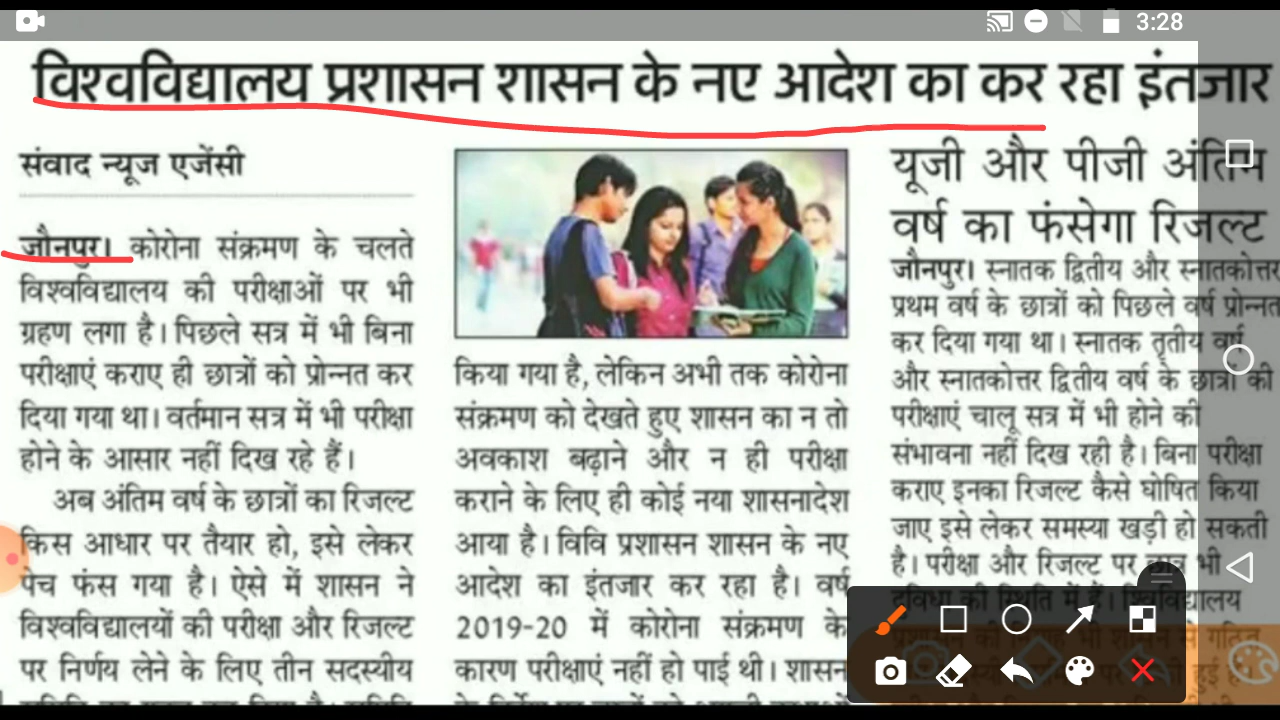 3:28
विश्वविद्यालय प्रशासन शासन के नए आदेश का कर रहा इंतजार
संवाद न्यूज एजेंसी
जौनपुर। कोरोना संक्रमण के चलते
विश्वविद्यालय की परीक्षाओं पर भी
ग्रहण लगा है। पिछले सत्र में भी बिना
परीक्षाएं कराए ही छात्रों को प्रोन्नत कर
दिया गया था। वर्तमान सत्र में भी परीक्षा
होने के आसार नहीं दिख रहे हैं।
अब अंतिम वर्ष के छात्रों का रिजल्ट
किस आधार पर तैयार हो, इसे लेकर
पेच फंस गया है। ऐसे में शासन ने
विश्वविद्यालयों की परीक्षा और रिजल्ट
पर निर्णय लेने के लिए तीन सदस्यीय
किया गया है, लेकिन अभी तक कोरोना
संक्रमण को देखते हुए शासन का न तो
अवकाश बढ़ाने और न ही परीक्षा
कराने के लिए ही कोई नया शासनादेश
आया है। विवि प्रशासन शासन के नए
आदेश का इंतजार कर रहा है। वर्ष
2019-20 में कोरोना संक्रमण के
कारण परीक्षाएं नहीं हो पाई थी। शासन
यूजी और पीजी अंतिम
वर्ष का फंसेगा रिजल्ट
जौनपुर। स्नातक द्वितीय और स्नातकोत्तर
प्रथम वर्ष के छात्रों को पिछले वर्ष प्रोन्नत
कर दिया गया था। स्नातक तृतीय वर्ष
और स्नातकोत्तर द्वितीय वर्ष के छात्रों की
परीक्षाएं चालू सत्र में भी होने की
संभावना नहीं दिख रही है। बिना परीक्षा
कराए इनका रिजल्ट कैसे घोषित किया
जाए इसे लेकर समस्या खड़ी हो सकती
है। परीक्षा और रिजल्ट पर छात्र भी